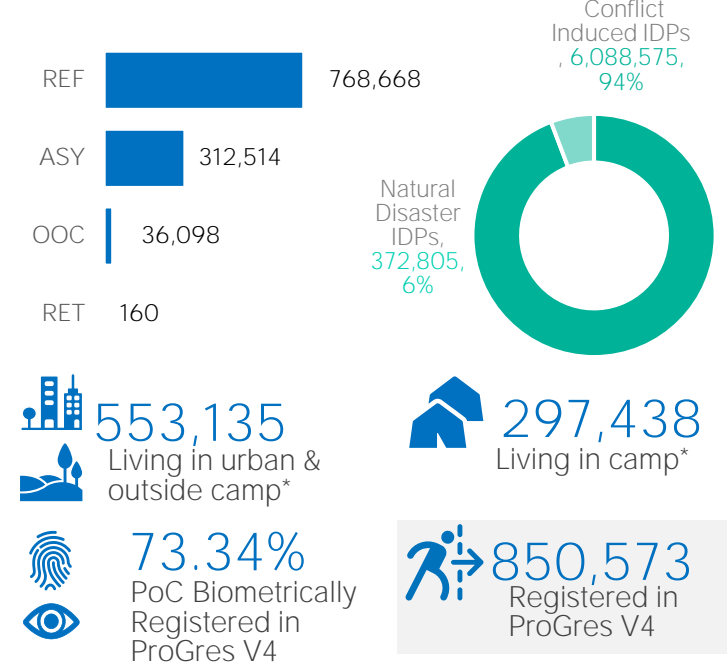 REF 768,668
ASY 312,514
OOC 36,098
RET 160
Conflict
Induced IDPs
, 6,088,575,
94%
Natural
Disaster
IDPs,
372,805,
6%
553,135
Living in urban &
outside camp*
297,438
Living in camp*
73.34%
PoC Biometrically
Registered in
ProGres V4
850,573
Registered in
ProGres V4